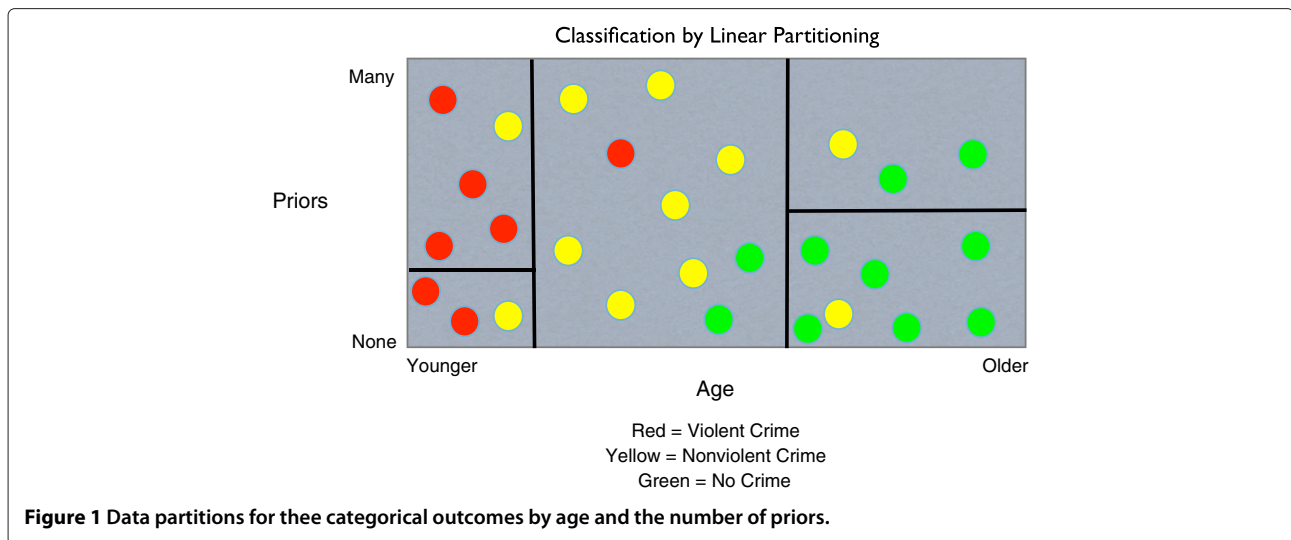 Classification by Linear Partitioning
Many
Priors
None
Younger
Older
Age
Red = Violent Crime
Yellow = Nonviolent Crime
Green = No Crime
Figure 1 Data partitions for thee categorical outcomes by age and the number of priors.